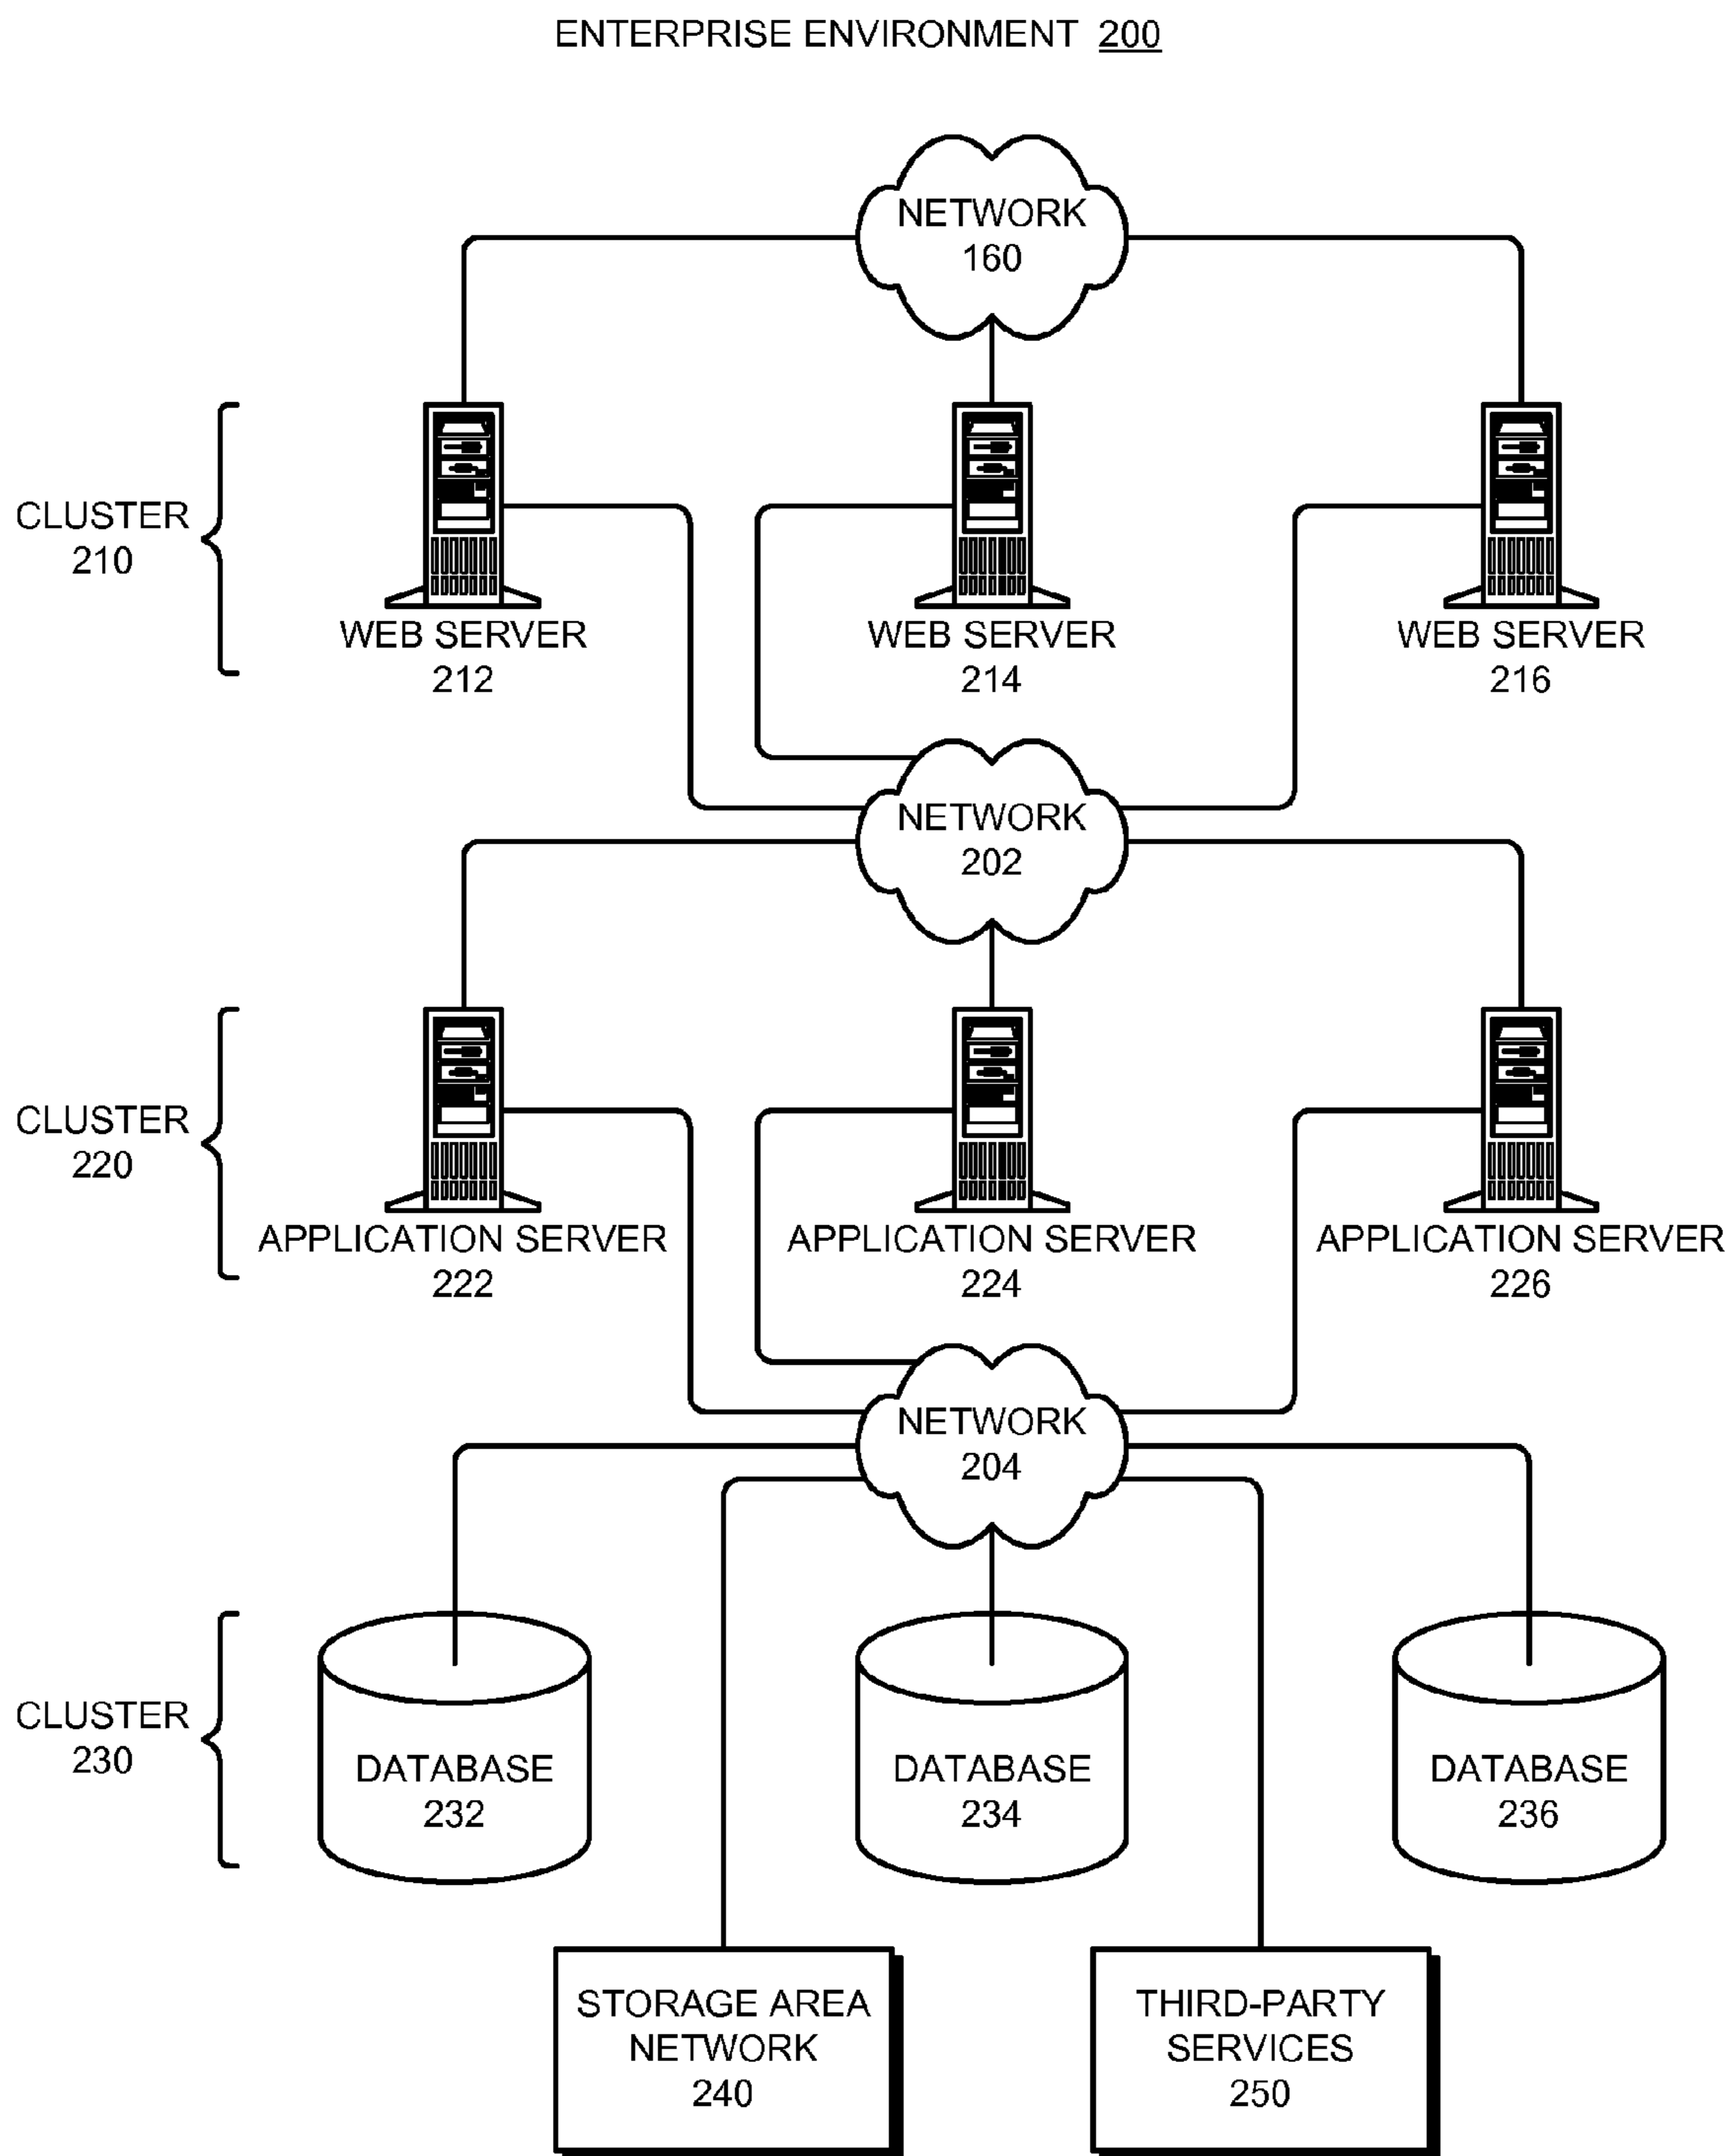 ENTERPRISE ENVIRONMENT 200
NETWORK
160
CLUSTER
210
WEB SERVER
212
WEB SERVER
214
WEB SERVER
216
NETWORK
202
CLUSTER
220
APPLICATION SERVER
222
APPLICATION SERVER
224
APPLICATION SERVER
226
NETWORK
204
CLUSTER
230
DATABASE
232
DATABASE
234
DATABASE
236
STORAGE AREA
NETWORK
240
THIRD-PARTY
SERVICES
250